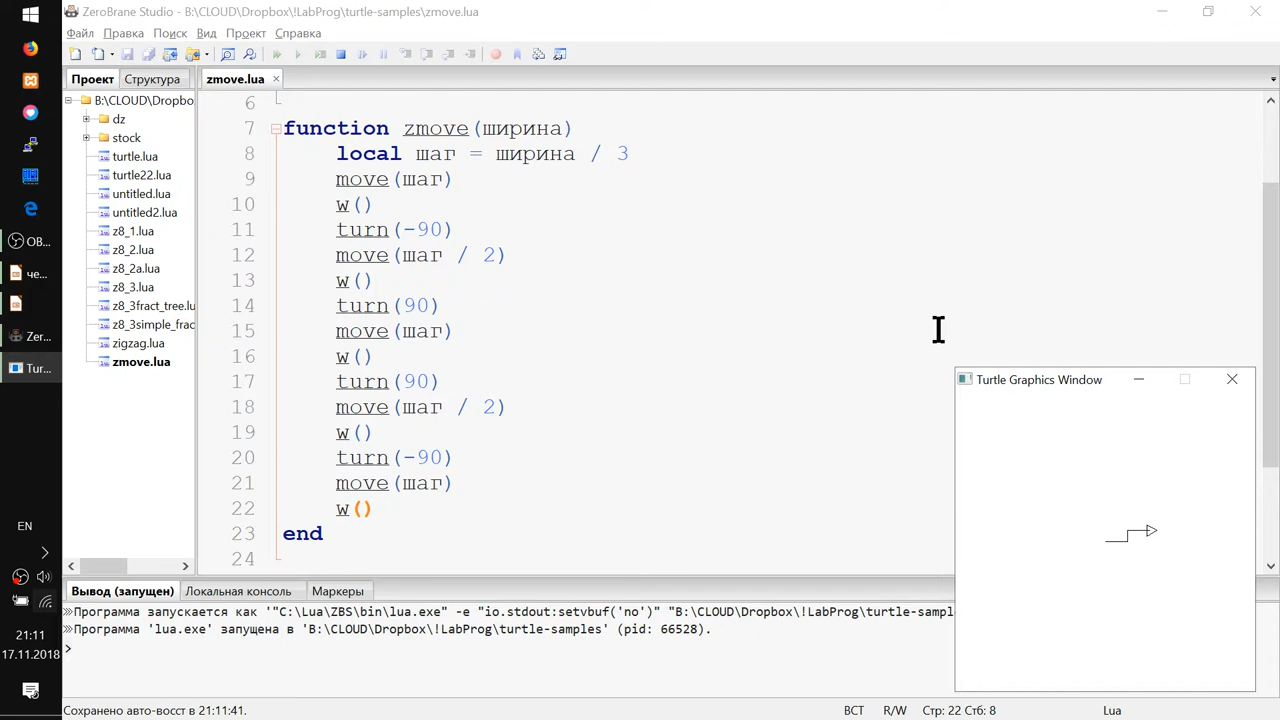 ZeroBrane Studio - B:\CLOUD\Dropbox\!LabProg\turtle-samples\zmove.lua
Файл Правка Поиск Вид Проект Справка
Проект Структура
zmove.lua
B:\CLOUD\Dropbo
dz
stock
turtle.lua
turtle22.lua
untitled.lua
untitled2.lua
z8_1.lua
z8_2.lua
z8_2a.lua
z8_3.lua
z8_3fract_tree.lu
z8_3simple_frac
zigzag.lua
zmove.lua
6
7 function zmove(ширина)
8 local шаг = ширина / 3
9 move(шаг)
10 w()
11 turn(-90)
12 move(шаг / 2)
13 w()
14 turn(90)
15 move(шаг)
16 w()
17 turn(90)
18 move(шаг / 2)
19 w()
20 turn(-90)
21 move(шаг)
22 w()
23 end
24
Turtle Graphics Window
OB...
че...
Zer...
Tur...
EN
21:11
17.11.2018
Вывод (запущен) Локальная консоль Маркеры
Программа запускается как '"C:\Lua\ZBS\bin\lua.exe" -e "io.stdout:setvbuf('no')" "B:\CLOUD\Dropbox\!LabProg\turtle-sampl
Программа 'lua.exe' запущена в 'B:\CLOUD\Dropbox\!LabProg\turtle-samples' (pid: 66528).
Сохранено авто-восст в 21:11:41.
ВСТ R/W Стр: 22 Стб: 8 Lua